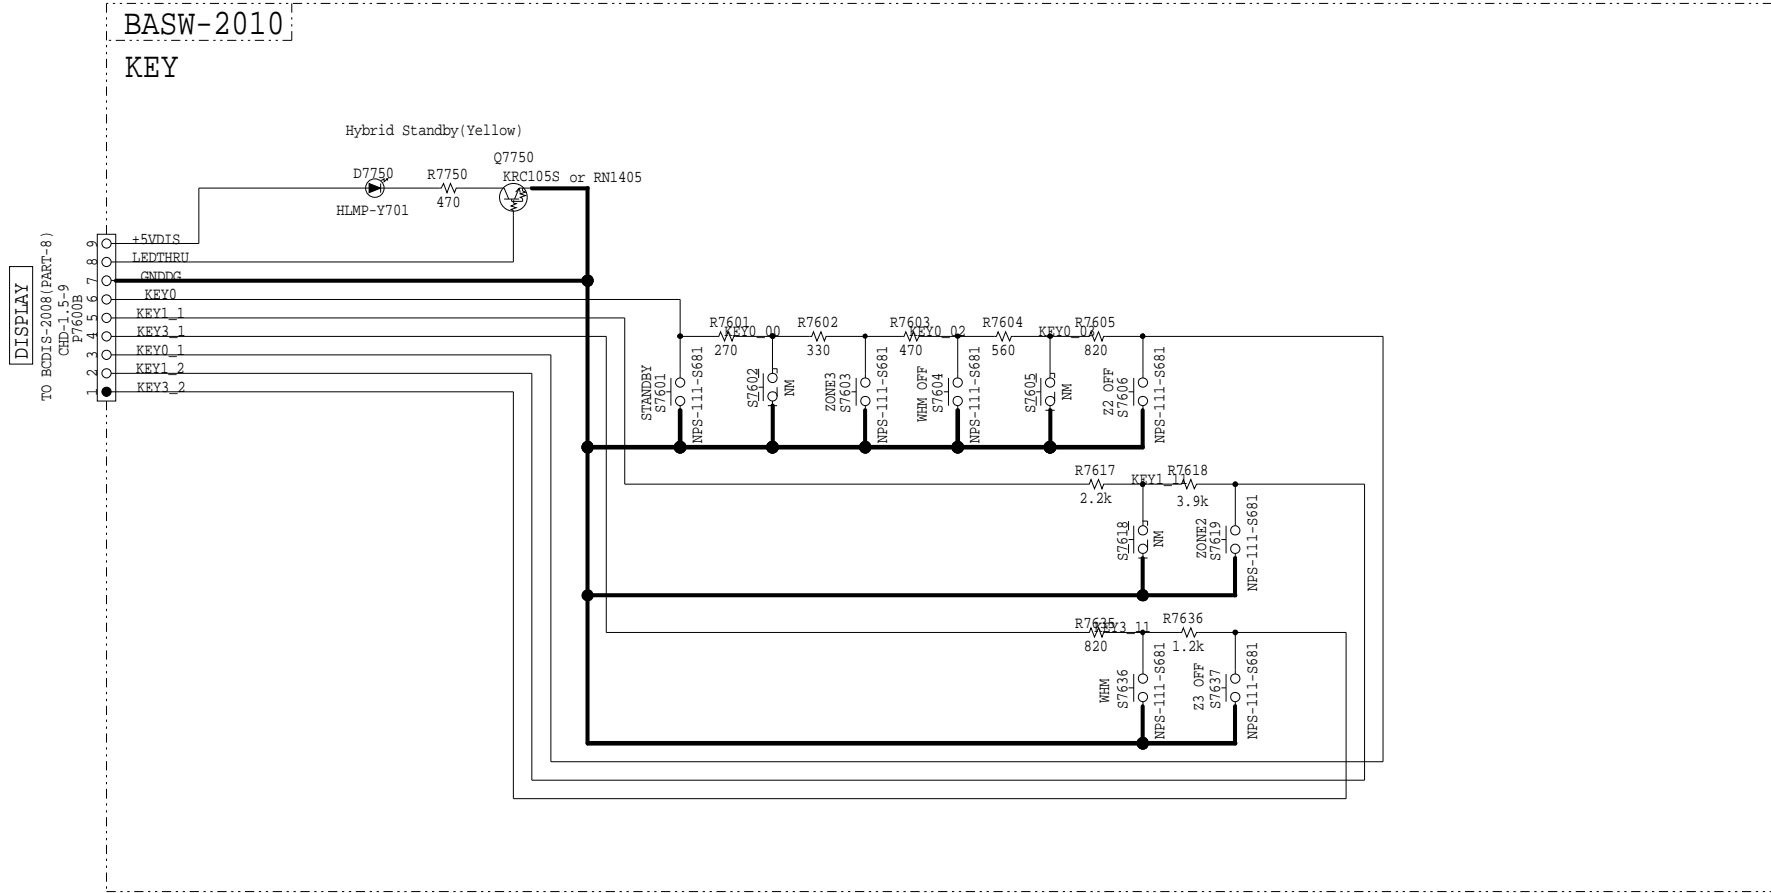 BASW-2010
KEY
Hybrid Standby(Yellow)
Q7750
KRC105S or RN1405
D7750
HLMP-Y701
R7750
470
DISPLAY
TO BCDIS-2008(PART-8)
CHD-1.5-9
P7600B
9 +5VDIS
8 LEDTHRU
7 GNDDG
6 KEY0
5 KEY1_1
4 KEY3_1
3 KEY0_1
2 KEY1_2
1 KEY3_2
R7601
270
KEY0_00
R7602
330
R7603
470
KEY0_02
R7604
560
KEY0_03
R7605
820
STANDBY
S7601
NPS-111-S681
S7602
NM
ZONE3
S7603
NPS-111-S681
WHM OFF
S7604
NPS-111-S681
S7605
NM
Z2 OFF
S7606
NPS-111-S681
R7617
2.2k
KEY1_11
R7618
3.9k
S7618
NM
ZONE2
S7619
NPS-111-S681
R7635
820
KEY3_11
R7636
1.2k
WHM
S7636
NPS-111-S681
Z3 OFF
S7637
NPS-111-S681